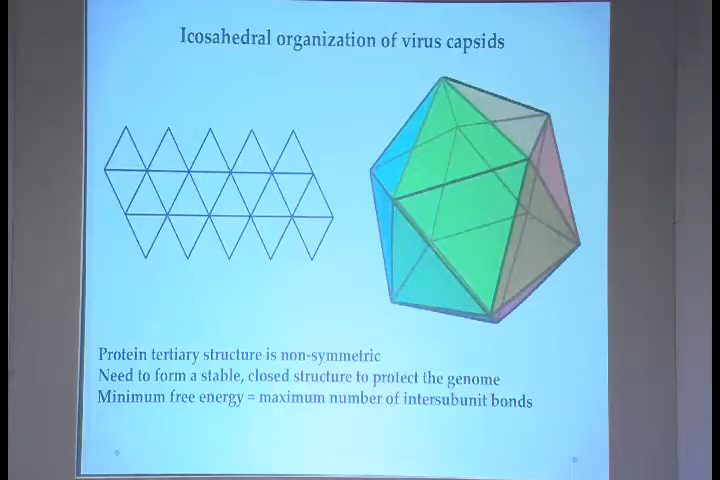 Icosahedral organization of virus capsids
Protein tertiary structure is non-symmetric
Need to form a stable, closed structure to protect the genome
Minimum free energy = maximum number of intersubunit bonds